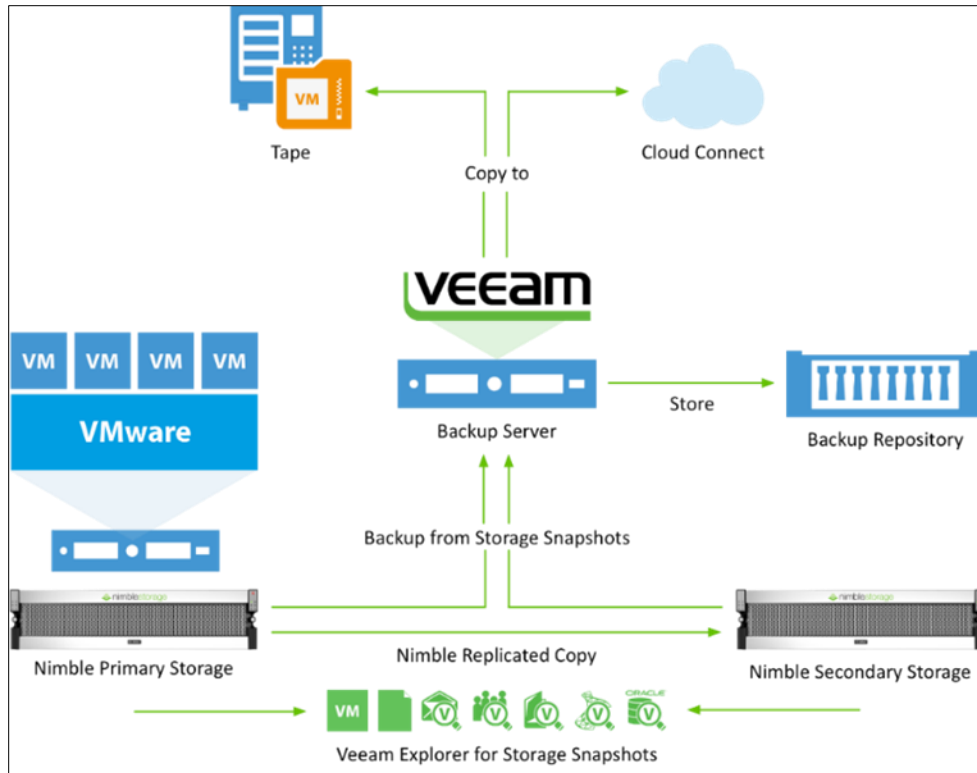 VM
Tape
Cloud Connect
Copy to
veeam
VM VM VM VM
VMware
Backup Server
Store
Backup Repository
Backup from Storage Snapshots
nimblestorage
nimblestorage
Nimble Primary Storage
Nimble Replicated Copy
Nimble Secondary Storage
VM V V V V ORACLE V
Veeam Explorer for Storage Snapshots